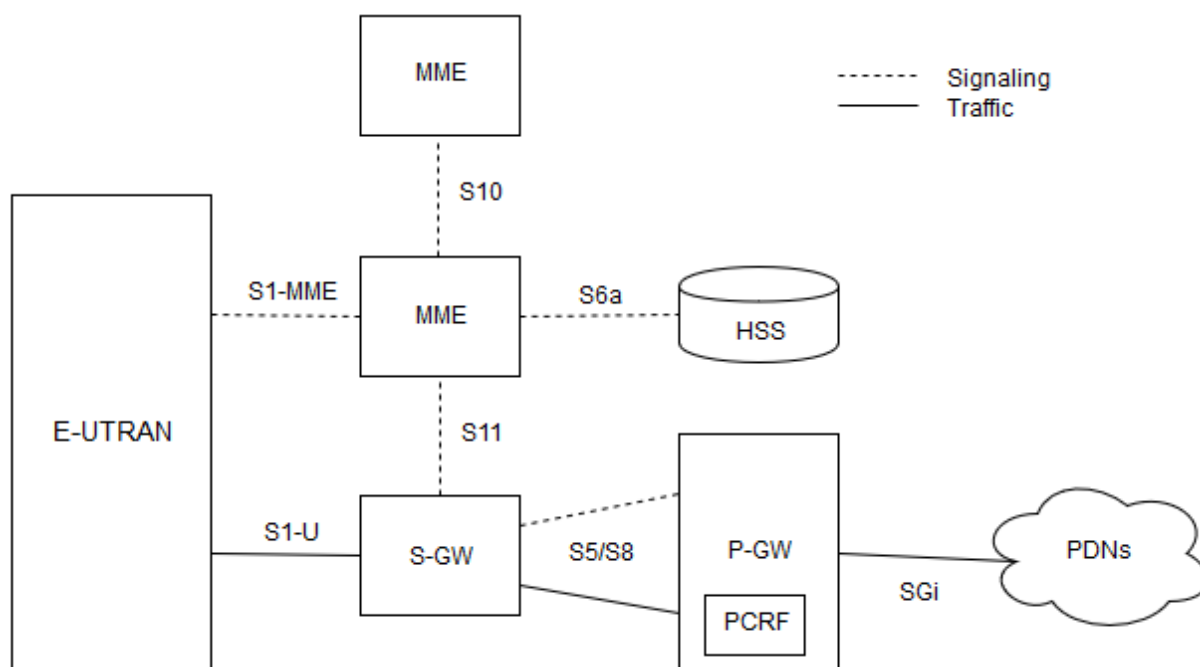 MME
Signaling
Traffic
S10
S1-MME
MME
S6a
HSS
E-UTRAN
S11
S1-U
S-GW
S5/S8
P-GW
PDNs
SGi
PCRF